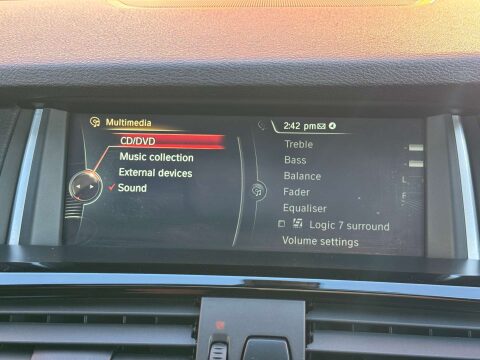 Multimedia
CD/DVD
Music collection
External devices
Sound
2:42 pm
Treble
Bass
Balance
Fader
Equaliser
Logic 7 surround
Volume settings
L
F